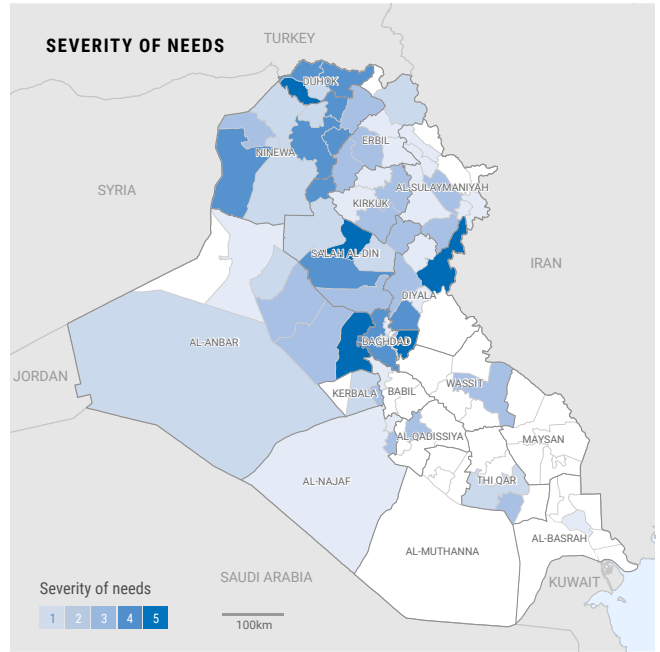 SEVERITY OF NEEDS
TURKEY
DUHOK
ERBIL
NINEWA
SYRIA
AL-SULAYMANIYAH
KIRKUK
SALAH AL-DIN
IRAN
DIYALA
AL-ANBAR
BAGHDAD
JORDAN
KERBALA
BABIL
WASSIT
AL-QADISSIYA
MAYSAN
AL-NAJAF
THI QAR
AL-BASRAH
AL-MUTHANNA
SAUDI ARABIA
KUWAIT
Severity of needs
1 2 3 4 5
100km